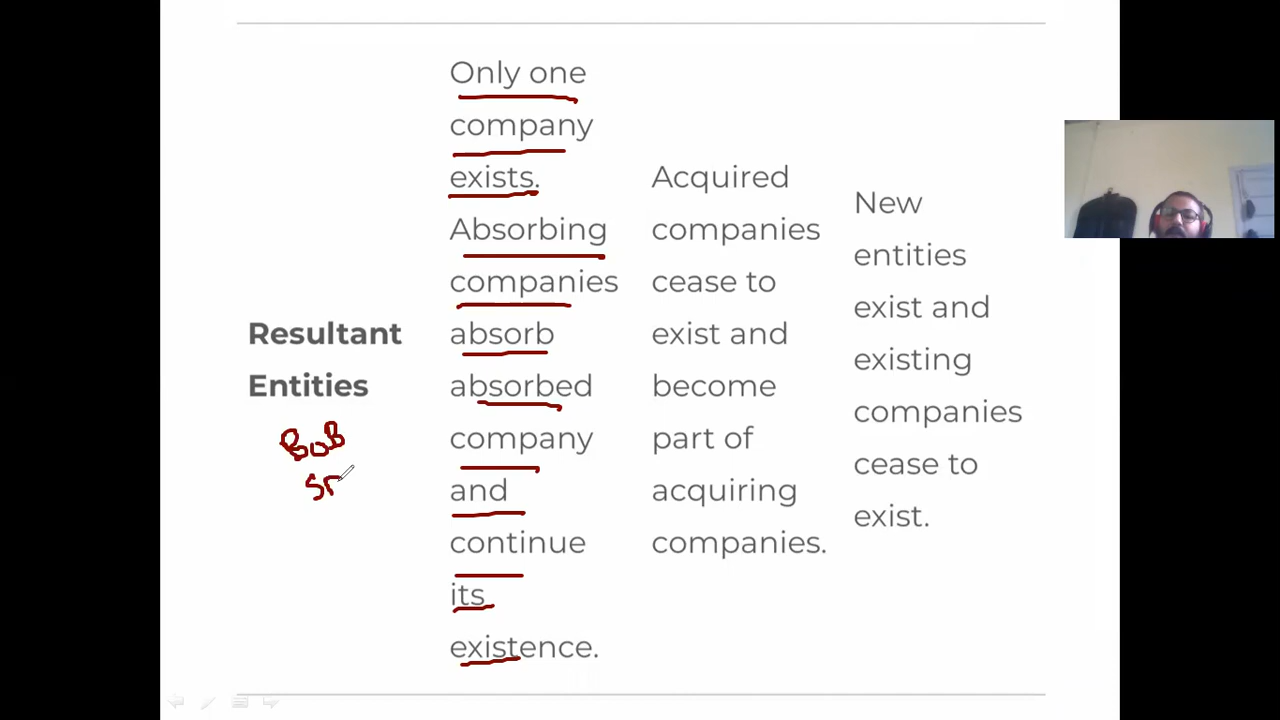 Resultant
Entities
BoB
Only one
company
exists.
Absorbing
companies
absorb
absorbed
company
and
continue
its
existence.
Acquired
companies
cease to
exist and
become
part of
acquiring
companies.
New
entities
exist and
existing
companies
cease to
exist.